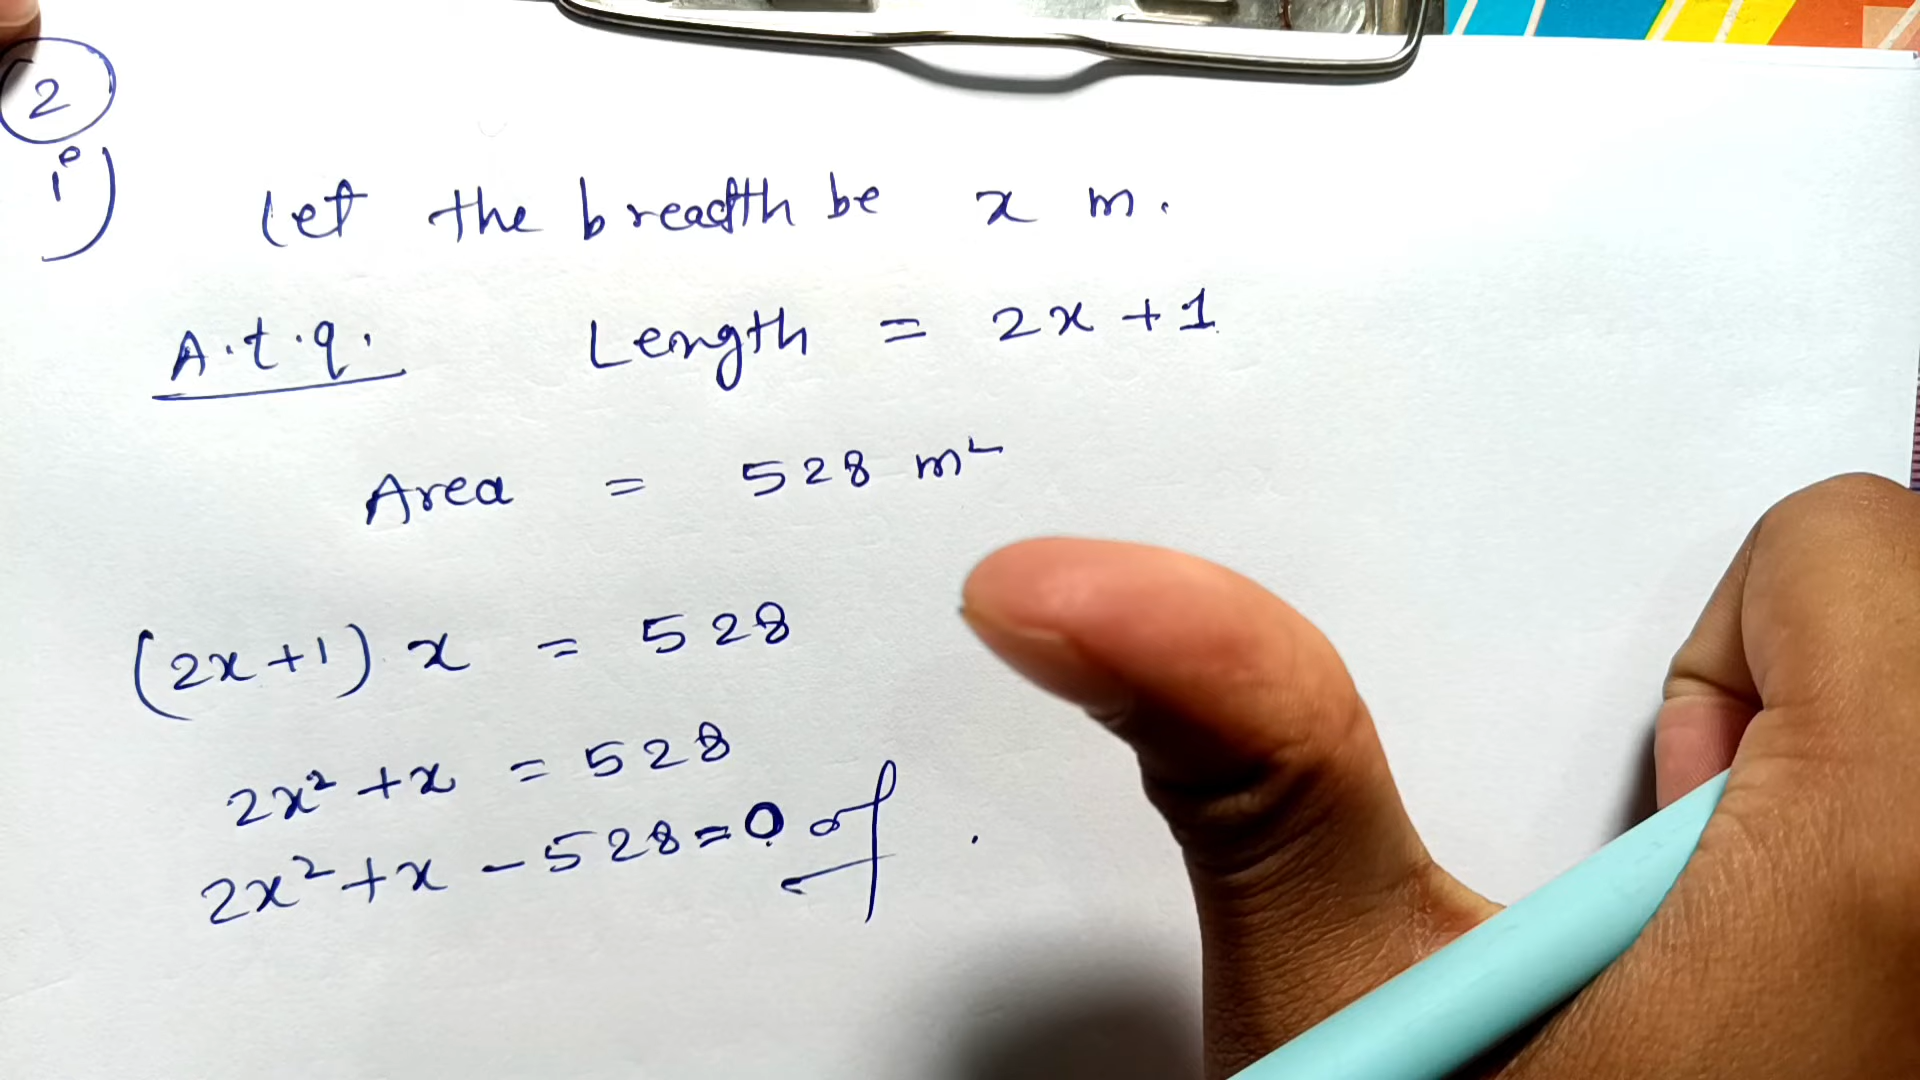 2
i)
Let the breadth be x m.
A.t.q. Length = 2x + 1
Area = 528 m²
(2x+1) x = 528
2x² + x = 528
2x² + x - 528 = 0